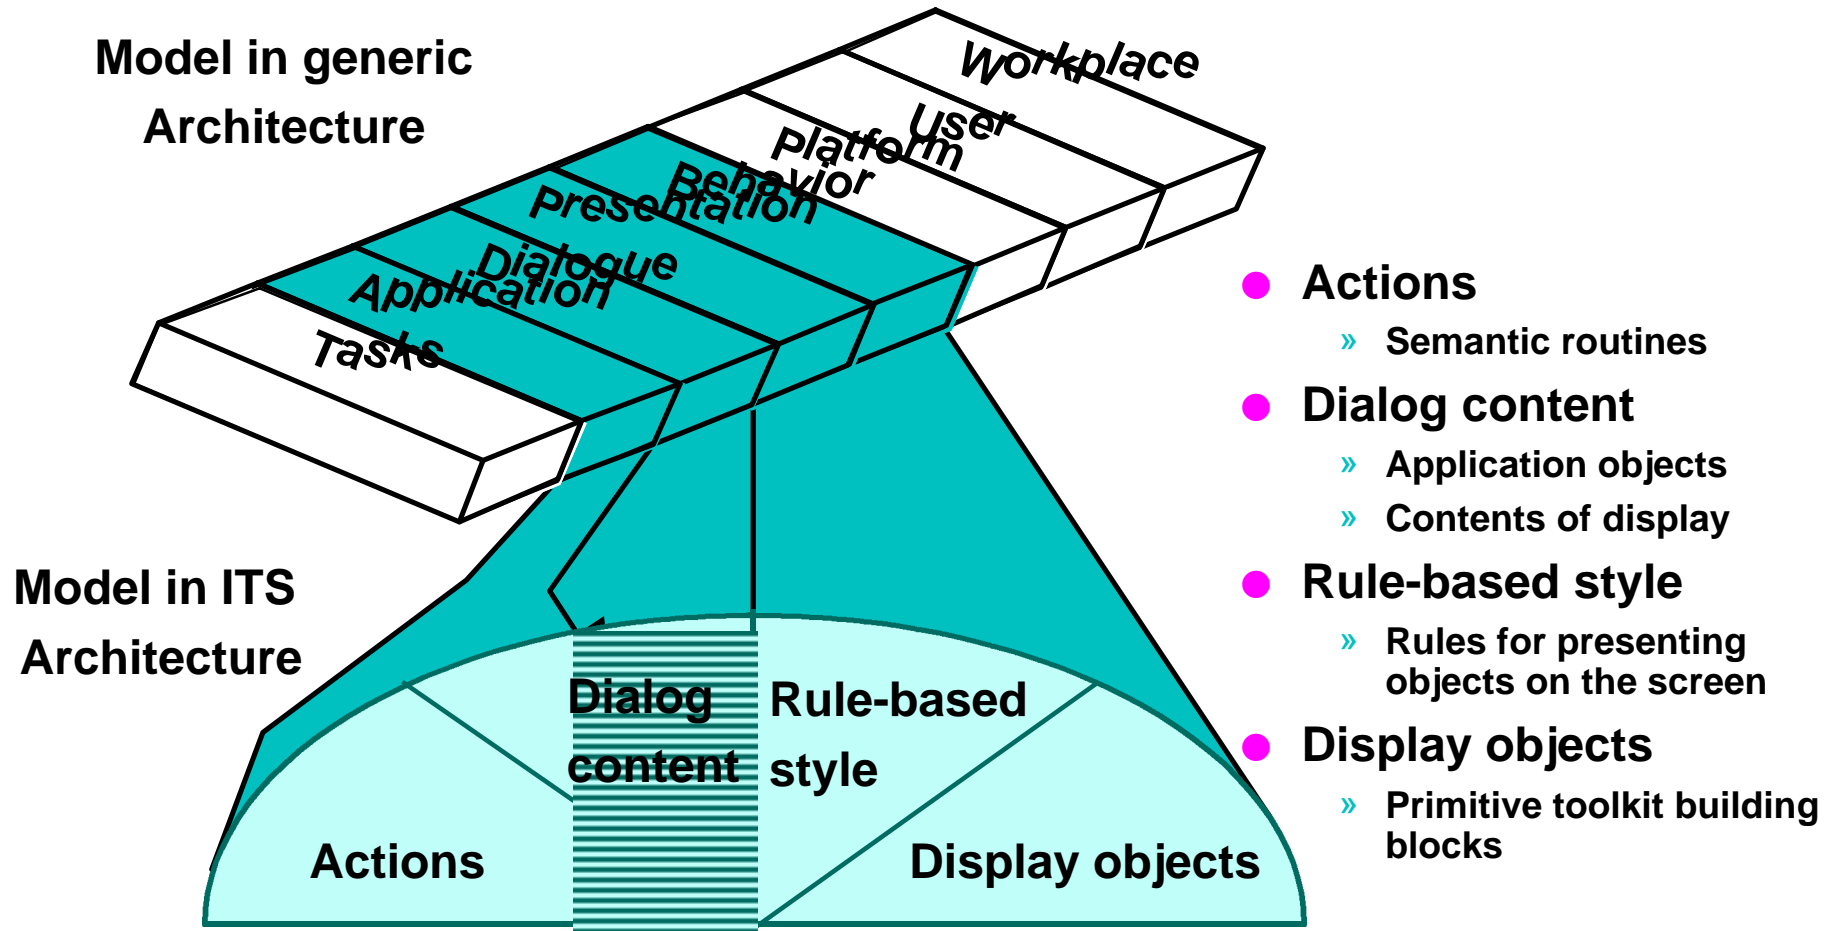 Model in generic
Architecture
Workplace
User
Platform
Behavior
Presentation
Dialogue
Application
Tasks
Model in ITS
Architecture
Dialog
content
Rule-based
style
Actions
Display objects
Actions
» Semantic routines
Dialog content
» Application objects
» Contents of display
Rule-based style
» Rules for presenting
objects on the screen
Display objects
» Primitive toolkit building
blocks